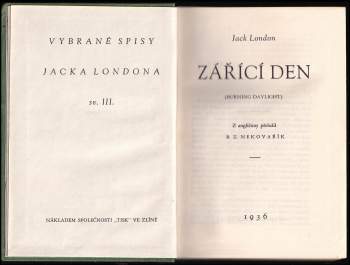 VYBRANÉ SPISY
JACKA LONDONA
sv. III.
NÁKLADEM SPOLEČNOSTI „TISK" VE ZLÍNĚ
Jack London
ZÁŘÍCÍ DEN
(BURNING DAYLIGHT)
Z angličtiny přeložil
B. Z. NEKOVAŘÍK
1936